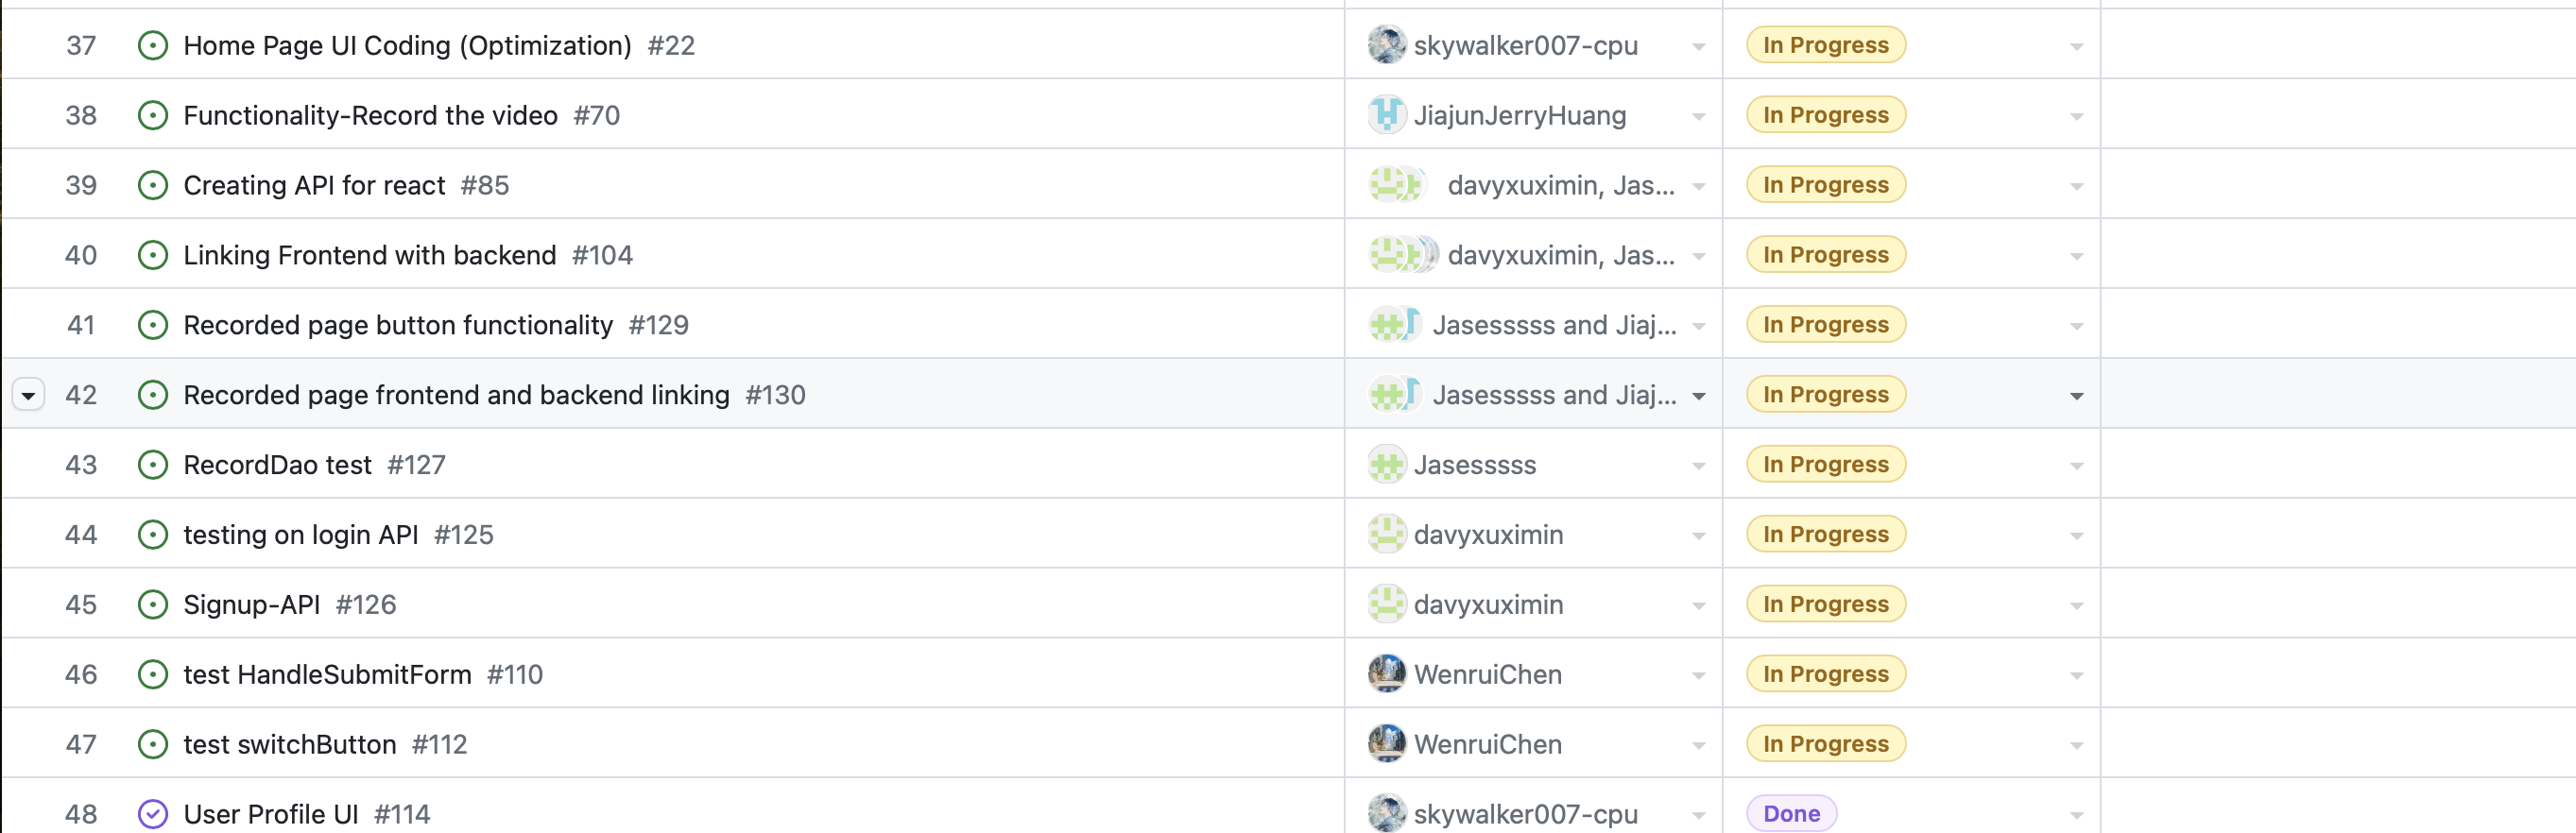 37 Home Page UI Coding (Optimization) #22 skywalker007-cpu In Progress
38 Functionality-Record the video #70 JiajunJerryHuang In Progress
39 Creating API for react #85 davyxuximin, Jas... In Progress
40 Linking Frontend with backend #104 davyxuximin, Jas... In Progress
41 Recorded page button functionality #129 Jasesssss and Jiaj... In Progress
42 Recorded page frontend and backend linking #130 Jasesssss and Jiaj... In Progress
43 RecordDao test #127 Jasesssss In Progress
44 testing on login API #125 davyxuximin In Progress
45 Signup-API #126 davyxuximin In Progress
46 test HandleSubmitForm #110 WenruiChen In Progress
47 test switchButton #112 WenruiChen In Progress
48 User Profile UI #114 skywalker007-cpu Done